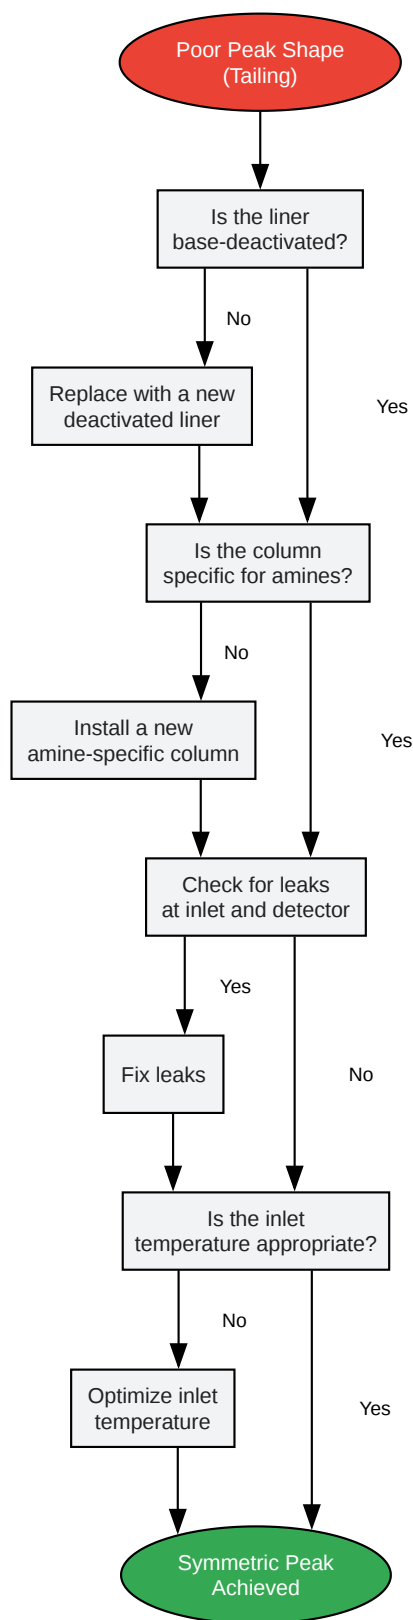 Poor Peak Shape
(Tailing)
Is the liner
base-deactivated?
No
Yes
Replace with a new
deactivated liner
Is the column
specific for amines?
No
Yes
Install a new
amine-specific column
Check for leaks
at inlet and detector
Yes
No
Fix leaks
Is the inlet
temperature appropriate?
No
Yes
Optimize inlet
temperature
Symmetric Peak
Achieved